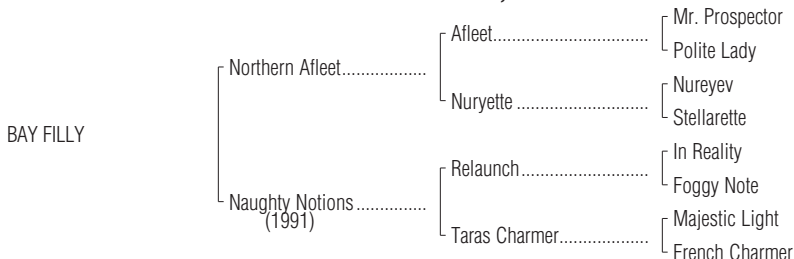 Mr. Prospector
Afleet
Polite Lady
Northern Afleet
Nureyev
Nuryette
Stellarette
BAY FILLY
In Reality
Relaunch
Foggy Note
Naughty Notions
(1991)
Majestic Light
Taras Charmer
French Charmer